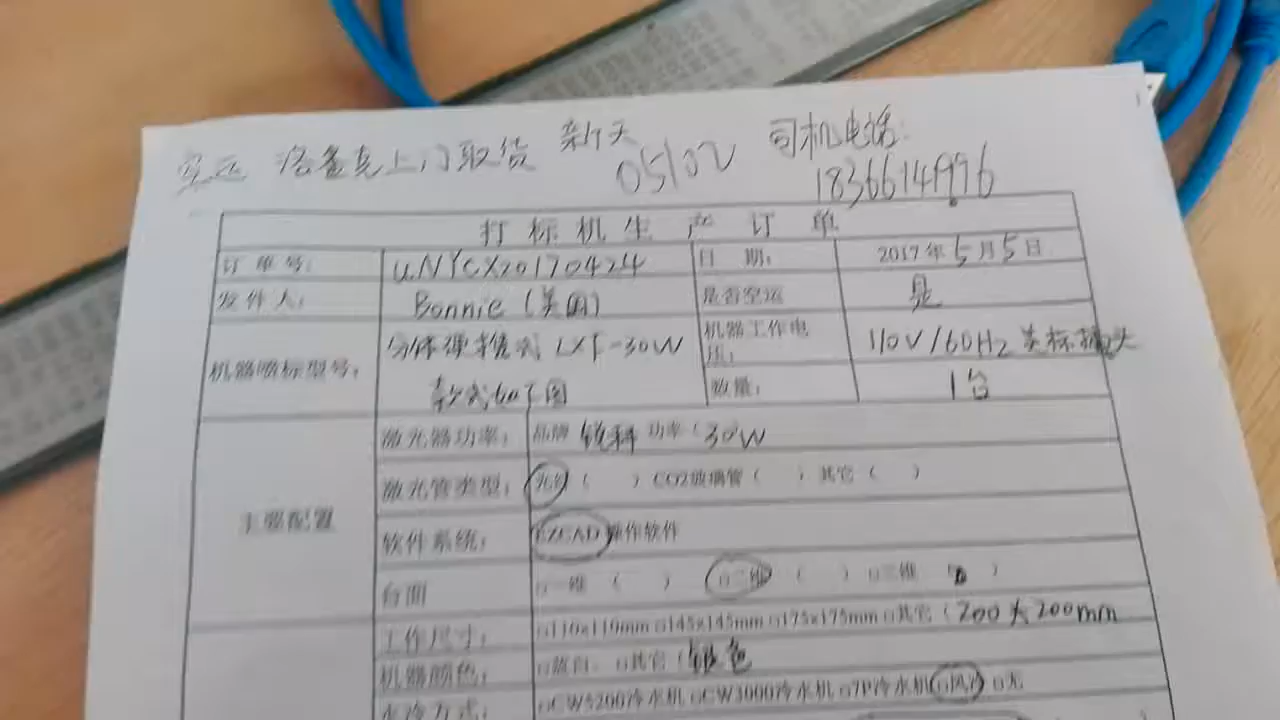 空运 洛备克上门取货 新天 05102 司机电话:
18366141996
打标机生产订单
订单号: UNYCX20170424 日 期: 2017年5月5日
发件人: Bonnie (美国) 是否空运 是
机器喷标型号: 分体便携式 LXF-30W 机器工作电压: 110V/60Hz 美标插头
款式如下图 数量: 1台
主要配置
激光器功率: 品牌 锐科 功率( 30W
激光管类型: 光纤 ( ) CO2玻璃管 ( ) 其它 ( )
软件系统: EZCAD操作软件
台面 □一维 ( ) □二维 ( ) □三维 )
工作尺寸: □110x110mm □145x145mm □175x175mm □其它 (200大200mm
机器颜色: □蓝白、□其它 (银色
水冷方式: □CW5200冷水机 □CW3000冷水机 □7P冷水机 □风冷 □无